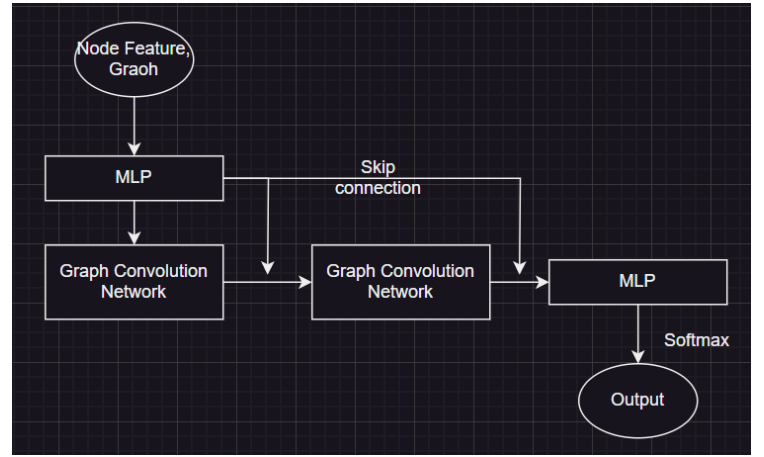 Node Feature,
Graoh
MLP
Skip
connection
Graph Convolution
Network
Graph Convolution
Network
MLP
Softmax
Output